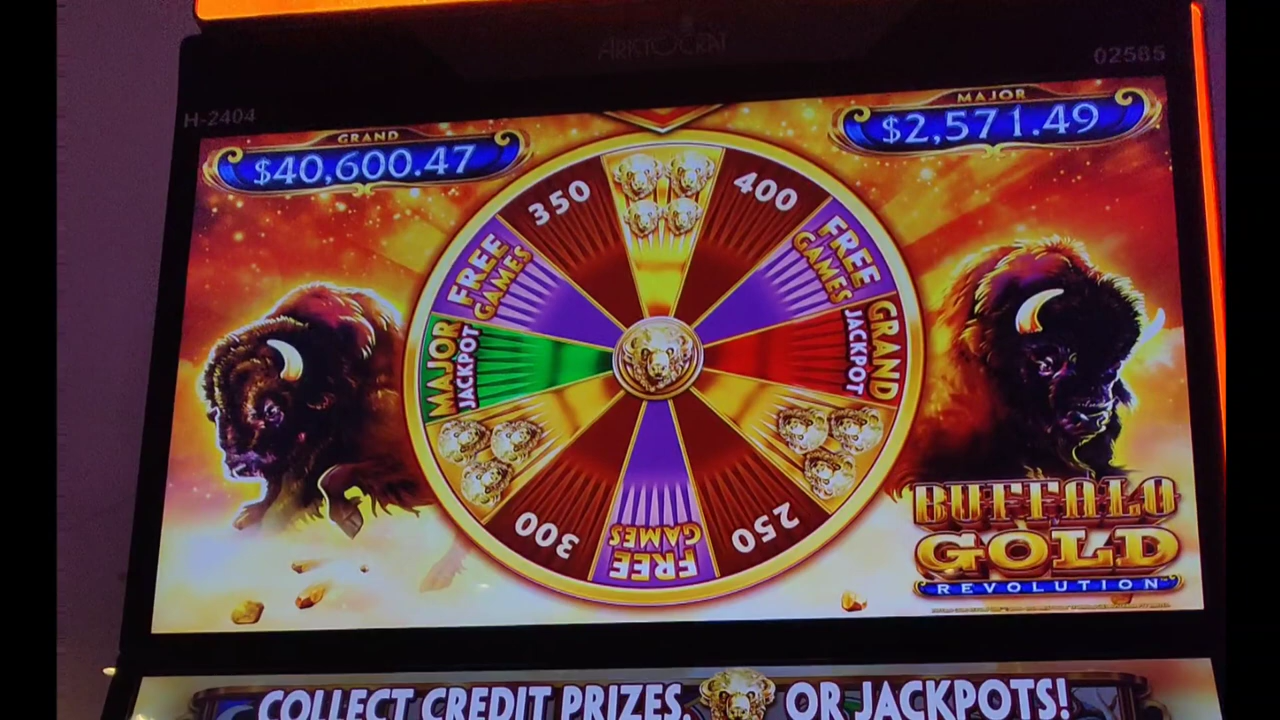 ARISTOCRAT
02585
H-2404
GRAND
$40,600.47
MAJOR
$2,571.49
350
400
FREE
GAMES
FREE
GAMES
MAJOR
JACKPOT
GRAND
JACKPOT
300
250
FREE
GAMES
BUFFALO
GOLD
REVOLUTION
COLLECT CREDIT PRIZES, OR JACKPOTS!